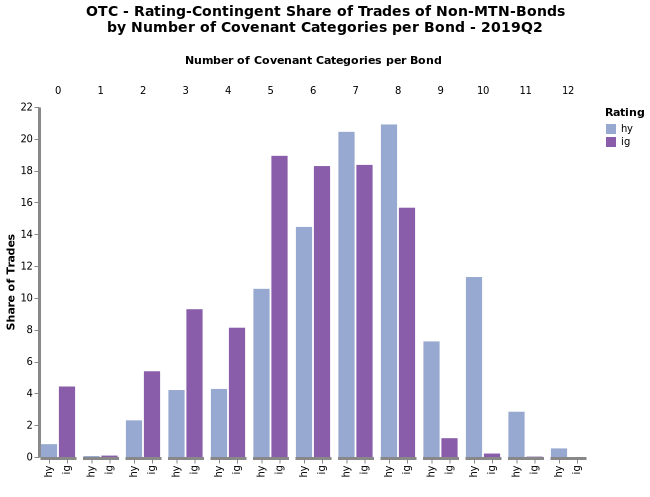 OTC - Rating-Contingent Share of Trades of Non-MTN-Bonds
by Number of Covenant Categories per Bond - 2019Q2
Number of Covenant Categories per Bond
0 1 2 3 4 5 6 7 8 9 10 11 12
Rating
hy
ig
Share of Trades
22
20
18
16
14
12
10
8
6
4
2
0
hy ig hy ig hy ig hy ig hy ig hy ig hy ig hy ig hy ig hy ig hy ig hy ig hy ig